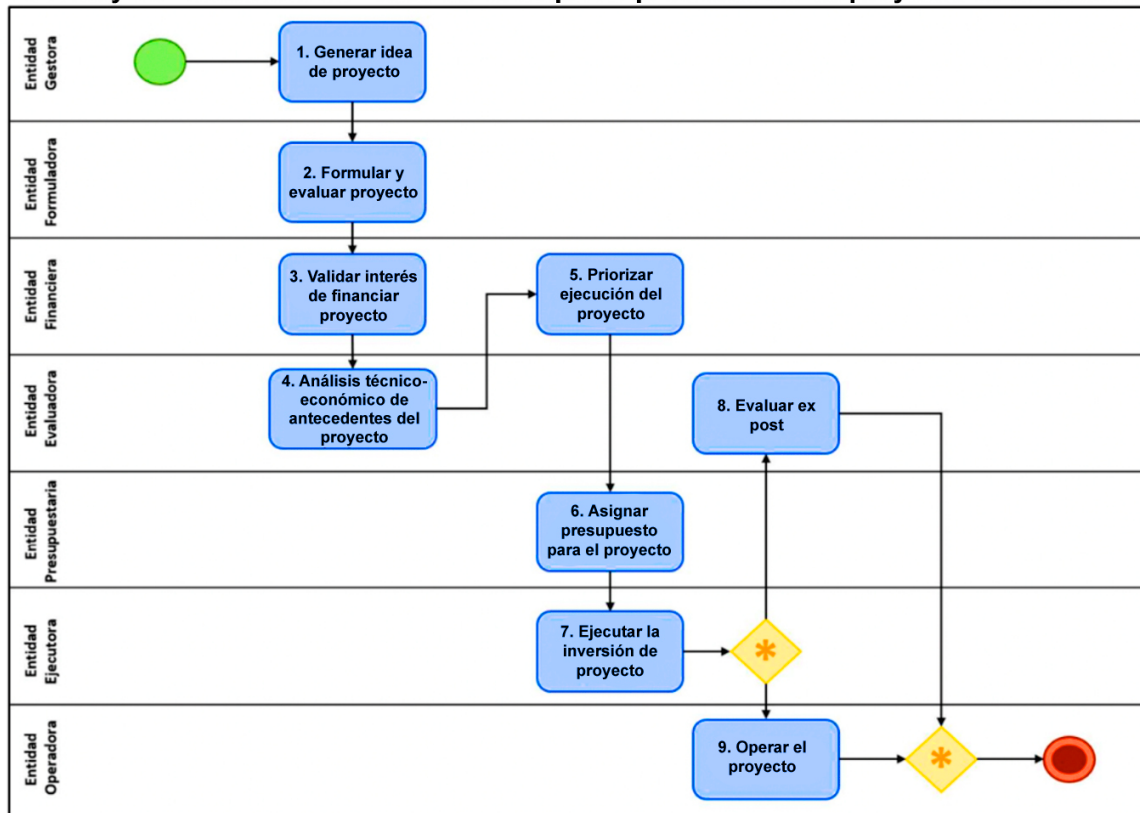 Entidad
Gestora
1. Generar idea
de proyecto
Entidad
Formuladora
2. Formular y
evaluar proyecto
Entidad
Financiera
3. Validar interés
de financiar
proyecto
5. Priorizar
ejecución del
proyecto
Entidad
Evaluadora
4. Análisis técnico-
económico de
antecedentes del
proyecto
8. Evaluar ex
post
Entidad
Presupuestaria
6. Asignar
presupuesto
para el proyecto
Entidad
Ejecutora
7. Ejecutar la
inversión de
proyecto
Entidad
Operadora
9. Operar el
proyecto